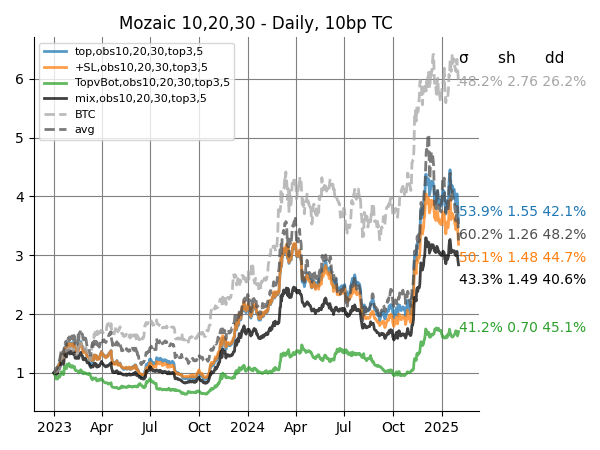 Mozaic 10,20,30 - Daily, 10bp TC
top,obs10,20,30,top3,5
+SL,obs10,20,30,top3,5
TopvBot,obs10,20,30,top3,5
mix,obs10,20,30,top3,5
BTC
avg
σ sh dd
48.2% 2.76 26.2%
53.9% 1.55 42.1%
60.2% 1.26 48.2%
50.1% 1.48 44.7%
43.3% 1.49 40.6%
41.2% 0.70 45.1%
6
5
4
3
2
1
2023 Apr Jul Oct 2024 Apr Jul Oct 2025